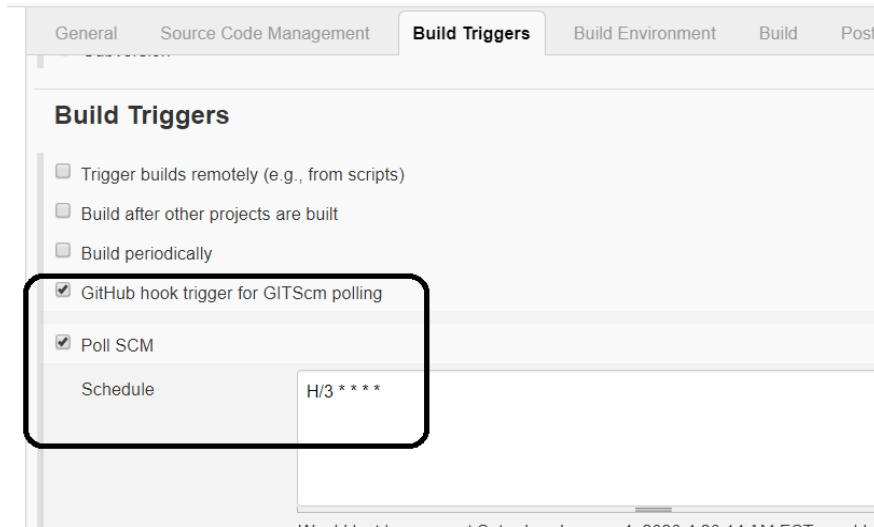 General Source Code Management Build Triggers Build Environment Build Post
Build Triggers
Trigger builds remotely (e.g., from scripts)
Build after other projects are built
Build periodically
GitHub hook trigger for GITScm polling
Poll SCM
Schedule H/3 * * * *